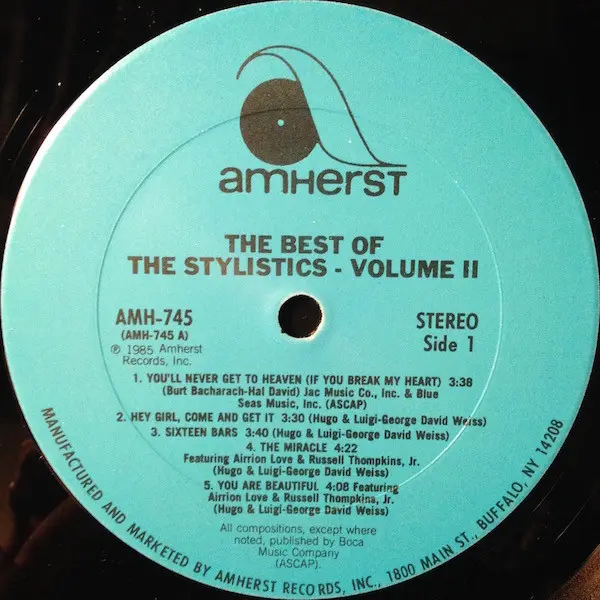 amHerST
THE BEST OF
THE STYLISTICS - VOLUME II
AMH-745
(AMH-745 A)
℗ 1985 Amherst
Records, Inc.
STEREO
Side 1
1. YOU'LL NEVER GET TO HEAVEN (IF YOU BREAK MY HEART) 3:38
(Burt Bacharach-Hal David) Jac Music Co., Inc. & Blue
Seas Music, Inc. (ASCAP)
2. HEY GIRL, COME AND GET IT 3:30 (Hugo & Luigi-George David Weiss)
3. SIXTEEN BARS 3:40 (Hugo & Luigi-George David Weiss)
4. THE MIRACLE 4:22
Featuring Airrion Love & Russell Thompkins, Jr.
(Hugo & Luigi-George David Weiss)
5. YOU ARE BEAUTIFUL 4:08 Featuring
Airrion Love & Russell Thompkins, Jr.
(Hugo & Luigi-George David Weiss)
All compositions, except where
noted, published by Boca
Music Company
(ASCAP).
MANUFACTURED AND MARKETED BY AMHERST RECORDS, INC., 1800 MAIN ST., BUFFALO, NY 14208